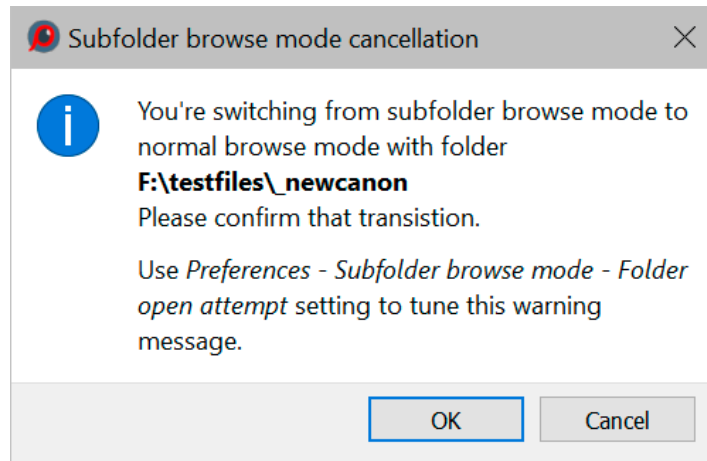 Subfolder browse mode cancellation
You're switching from subfolder browse mode to
normal browse mode with folder
F:\testfiles\_newcanon
Please confirm that transistion.
Use Preferences - Subfolder browse mode - Folder
open attempt setting to tune this warning
message.
OK
Cancel